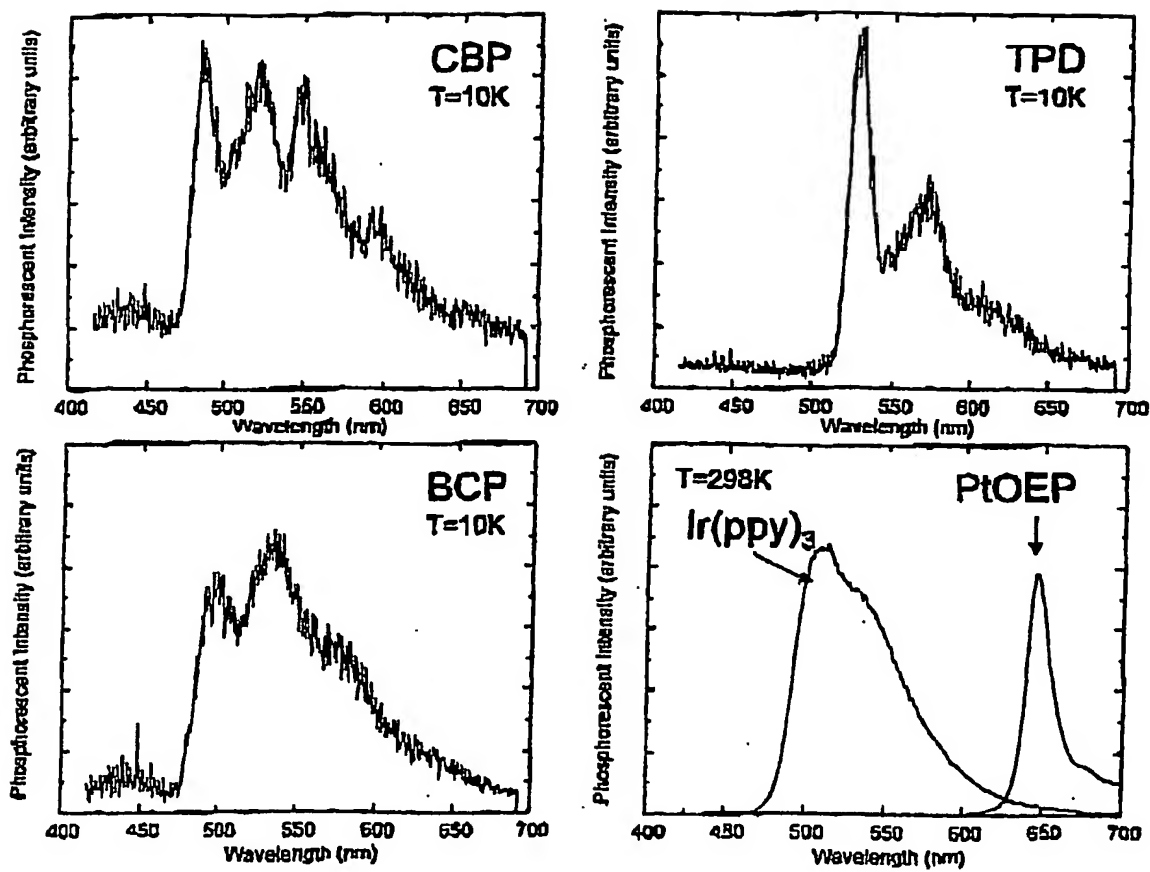 Phosphorescent Intensity (arbitrary units)
CBP
T=10K
400 450 500 550 600 650 700
Wavelength (nm)
Phosphorescent Intensity (arbitrary units)
TPD
T=10K
400 450 500 550 600 650 700
Wavelength (nm)
Phosphorescent Intensity (arbitrary units)
BCP
T=10K
400 450 500 550 600 650 700
Wavelength (nm)
Phosphorescent Intensity (arbitrary units)
T=298K
PtOEP
Ir(ppy)₃
400 450 500 550 600 650 700
Wavelength (nm)